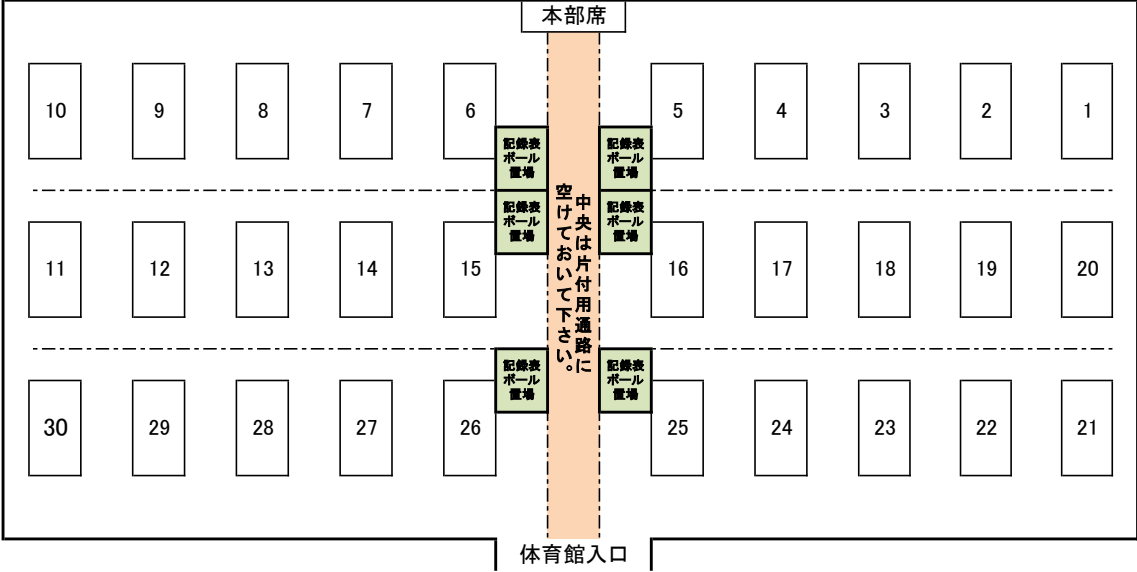 本部席
10 9 8 7 6 5 4 3 2 1
記録表
ボール
置場
記録表
ボール
置場
記録表
ボール
置場
記録表
ボール
置場
中央は片付用通路に
空けておいて下さい。
11 12 13 14 15 16 17 18 19 20
記録表
ボール
置場
記録表
ボール
置場
30 29 28 27 26 25 24 23 22 21
体育館入口